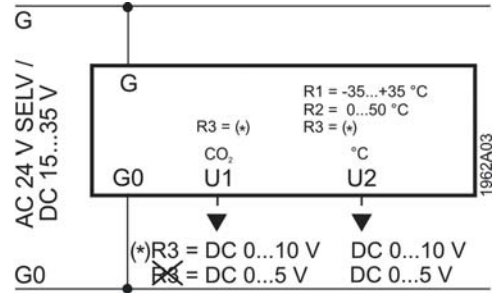 G
AC 24 V SELV /
DC 15...35 V
G
R1 = -35...+35 °C
R2 = 0...50 °C
R3 = (*)
R3 = (*)
CO₂
°C
G0
U1
U2
1962A03
(*)R3 = DC 0...10 V
DC 0...10 V
R3 = DC 0...5 V
DC 0...5 V
G0